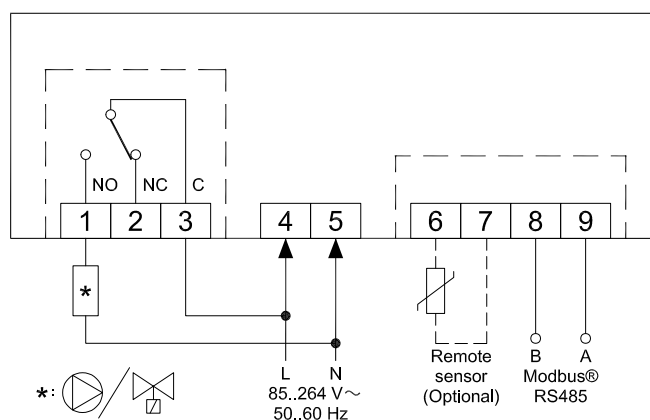 NO NC C
1 2 3 4 5 6 7 8 9
*
L N
85..264 V~
50..60 Hz
Remote
sensor
(Optional)
B A
Modbus®
RS485
*: /